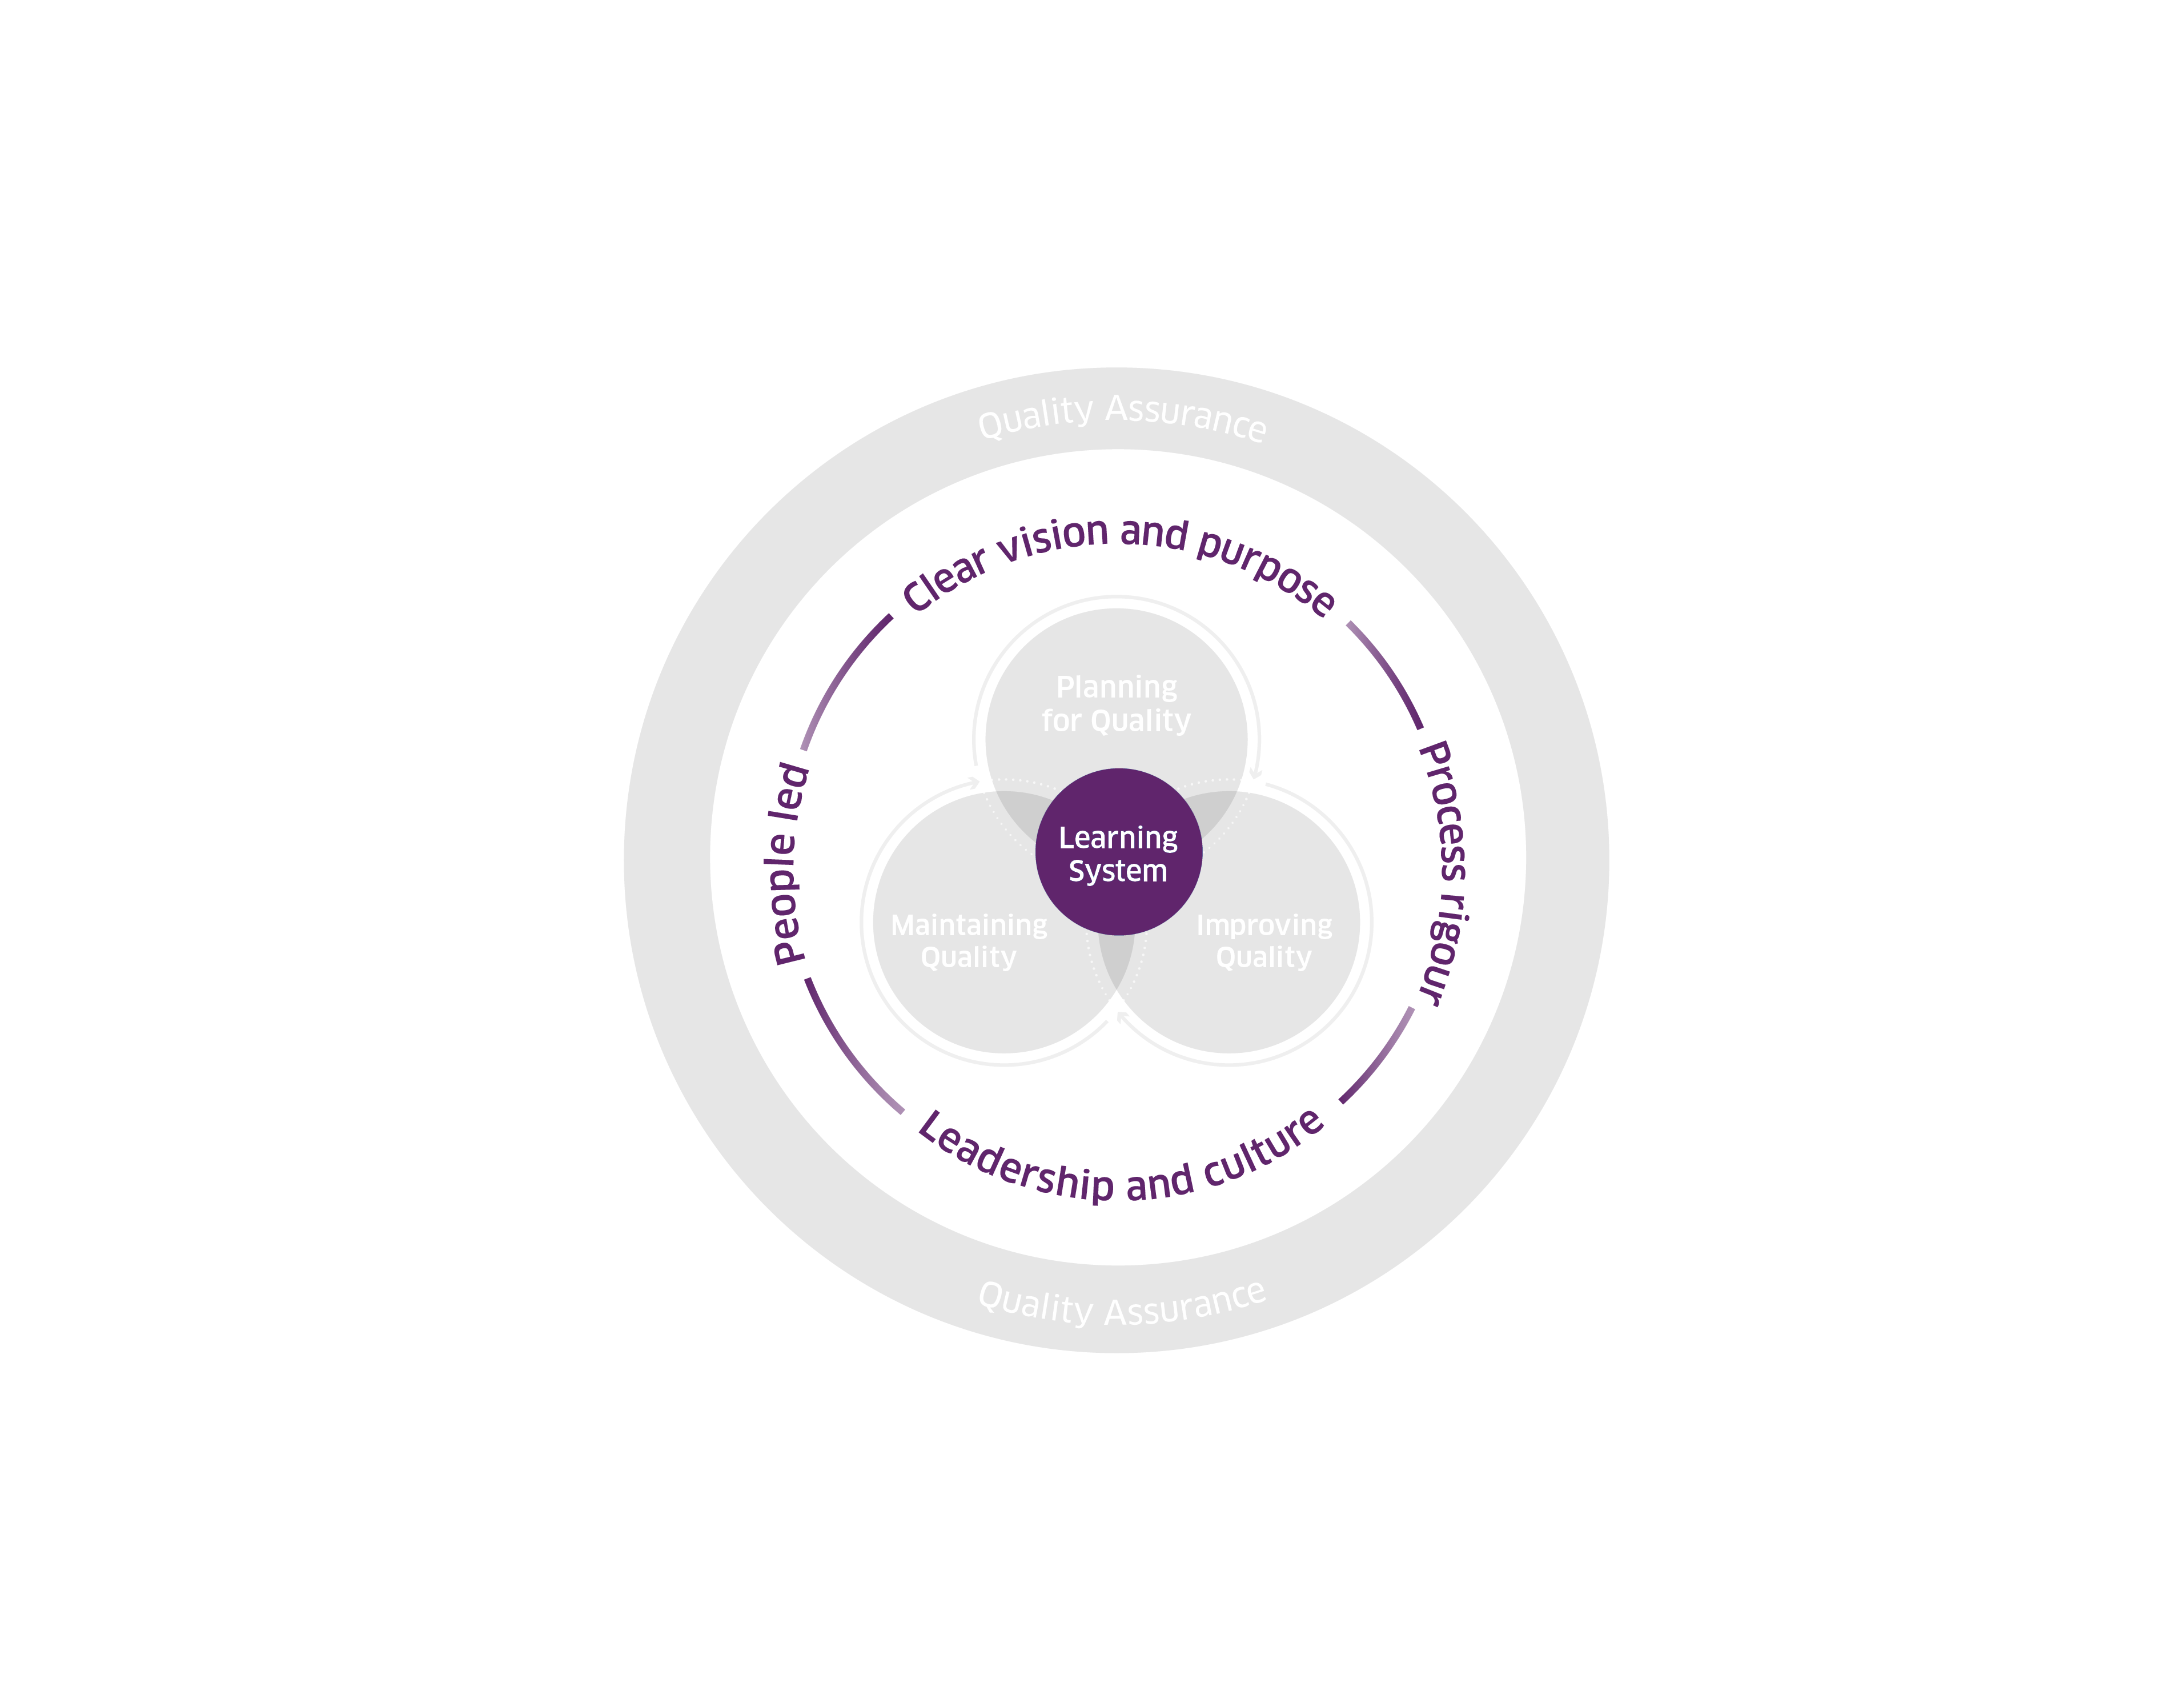 Quality Assurance
Clear vision and purpose
Planning
for Quality
People led
Process rigour
Learning
System
Maintaining
Quality
Improving
Quality
Leadership and culture
Quality Assurance